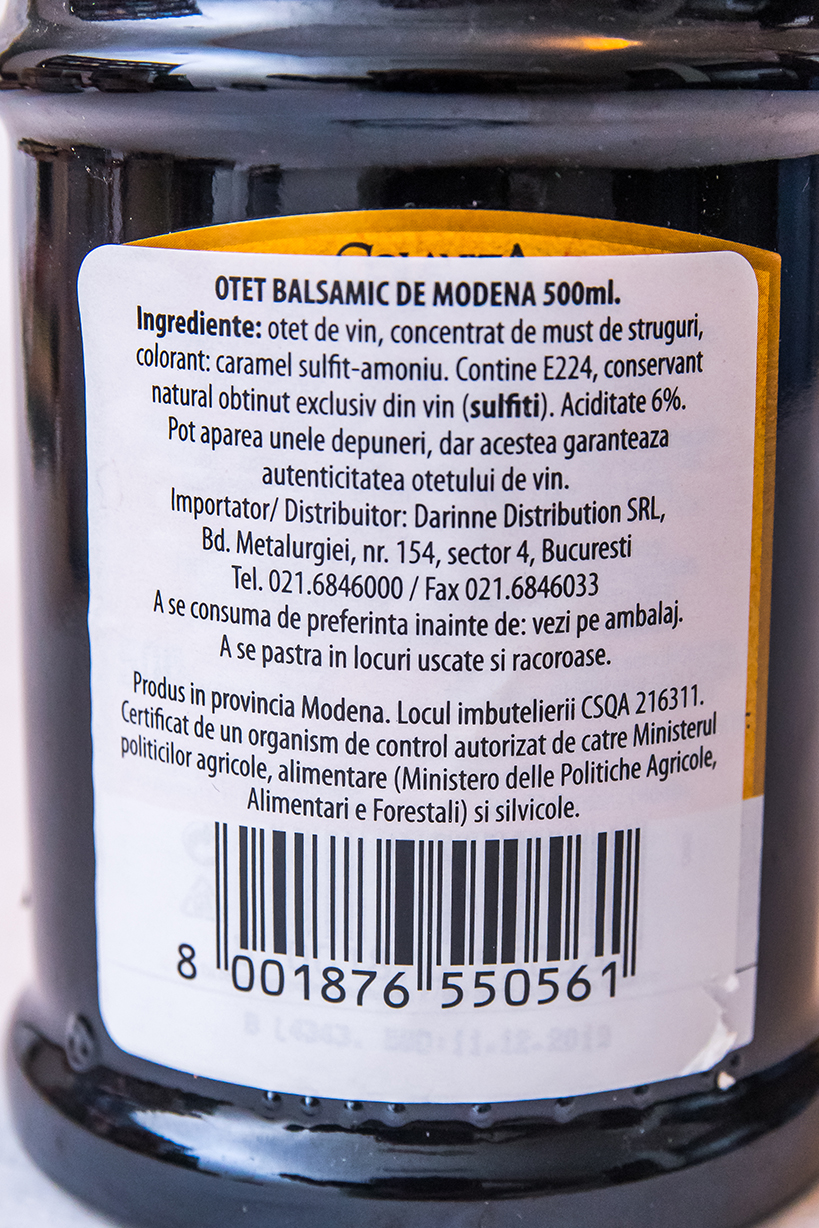 OTET BALSAMIC DE MODENA 500ml.
Ingrediente: otet de vin, concentrat de must de struguri,
colorant: caramel sulfit-amoniu. Contine E224, conservant
natural obtinut exclusiv din vin (sulfiti). Aciditate 6%.
Pot aparea unele depuneri, dar acestea garanteaza
autenticitatea otetului de vin.
Importator/ Distribuitor: Darinne Distribution SRL,
Bd. Metalurgiei, nr. 154, sector 4, Bucuresti
Tel. 021.6846000 / Fax 021.6846033
A se consuma de preferinta inainte de: vezi pe ambalaj.
A se pastra in locuri uscate si racoroase.
Produs in provincia Modena. Locul imbutelierii CSQA 216311.
Certificat de un organism de control autorizat de catre Ministerul
politicilor agricole, alimentare (Ministero delle Politiche Agricole,
Alimentari e Forestali) si silvicole.
8 001876 550561